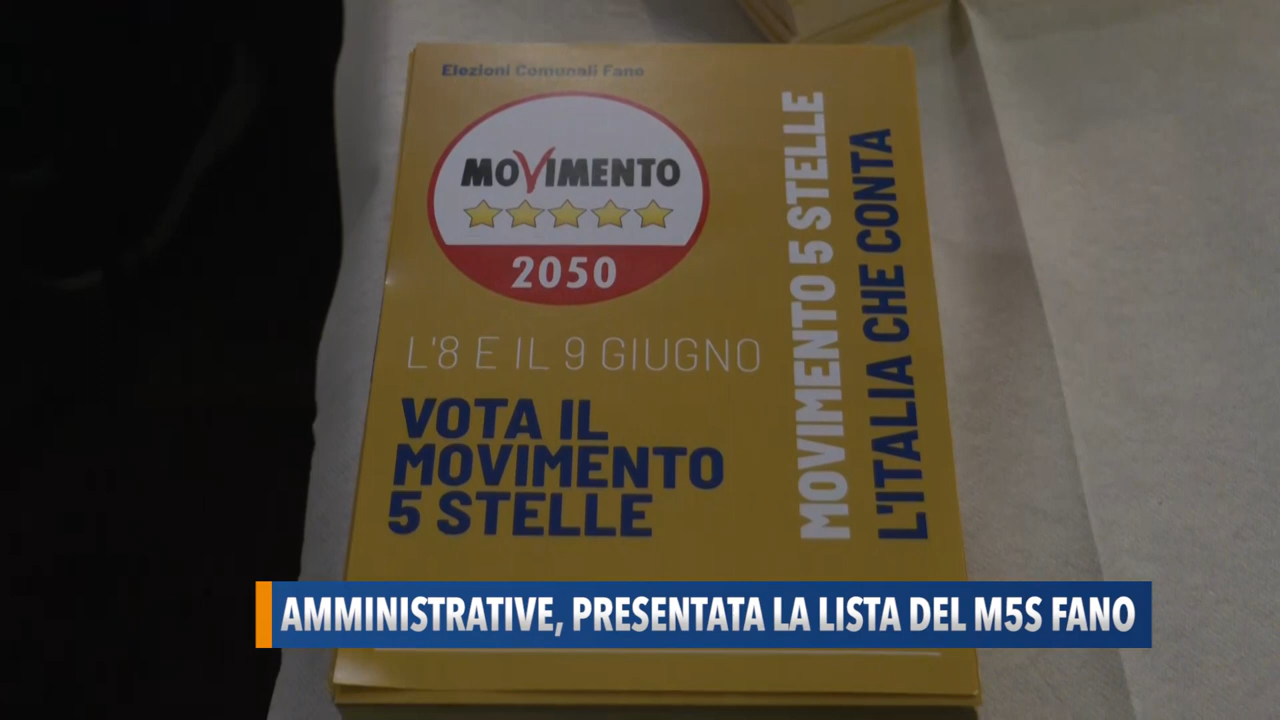 Elezioni Comunali Fano
MOVIMENTO
2050
L'8 E IL 9 GIUGNO
VOTA IL
MOVIMENTO
5 STELLE
MOVIMENTO 5 STELLE
L'ITALIA CHE CONTA
AMMINISTRATIVE, PRESENTATA LA LISTA DEL M5S FANO